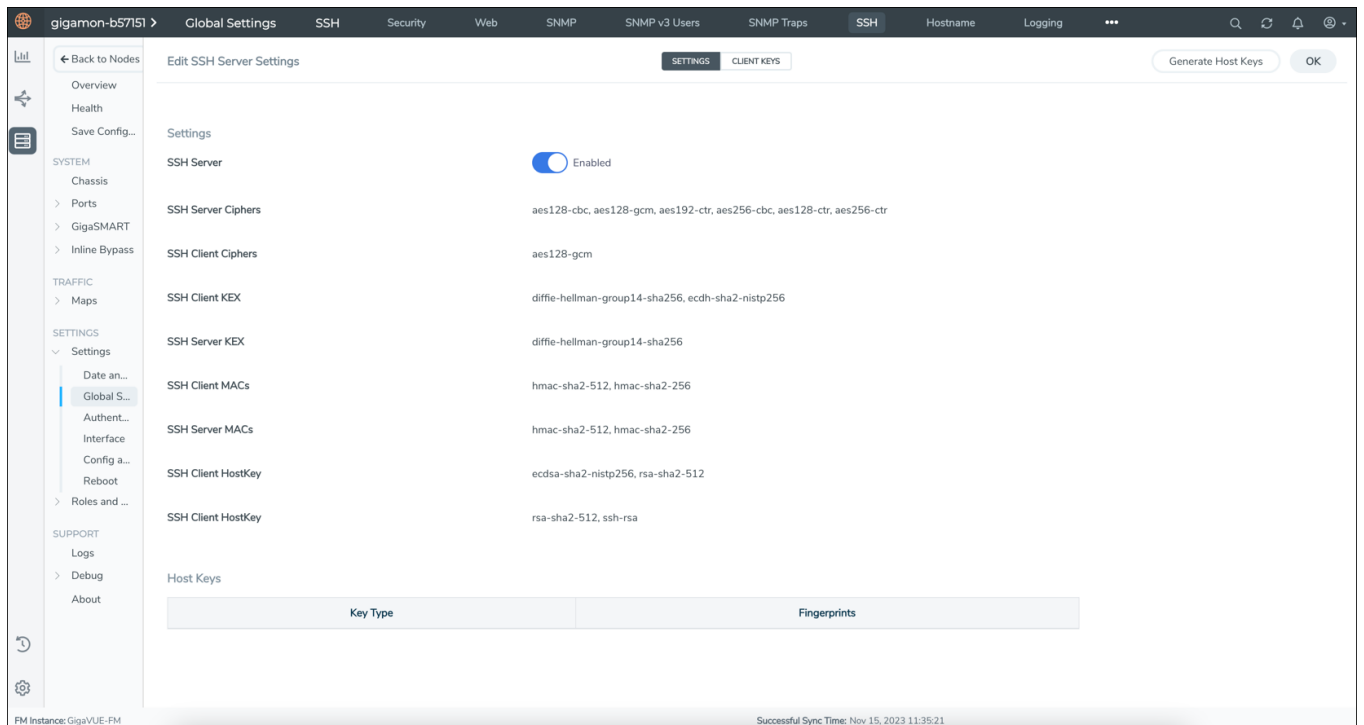 gigamon-b57151 > Global Settings SSH Security Web SNMP SNMP v3 Users SNMP Traps SSH Hostname Logging •••
← Back to Nodes
Overview
Health
Save Config...
SYSTEM
Chassis
> Ports
> GigaSMART
> Inline Bypass
TRAFFIC
> Maps
SETTINGS
Settings
Date an...
Global S...
Authent...
Interface
Config a...
Reboot
> Roles and ...
SUPPORT
Logs
> Debug
About
Edit SSH Server Settings SETTINGS CLIENT KEYS Generate Host Keys OK
Settings
SSH Server Enabled
SSH Server Ciphers aes128-cbc, aes128-gcm, aes192-ctr, aes256-cbc, aes128-ctr, aes256-ctr
SSH Client Ciphers aes128-gcm
SSH Client KEX diffie-hellman-group14-sha256, ecdh-sha2-nistp256
SSH Server KEX diffie-hellman-group14-sha256
SSH Client MACs hmac-sha2-512, hmac-sha2-256
SSH Server MACs hmac-sha2-512, hmac-sha2-256
SSH Client HostKey ecdsa-sha2-nistp256, rsa-sha2-512
SSH Client HostKey rsa-sha2-512, ssh-rsa
Host Keys
Key Type Fingerprints
FM Instance: GigaVUE-FM Successful Sync Time: Nov 15, 2023 11:35:21